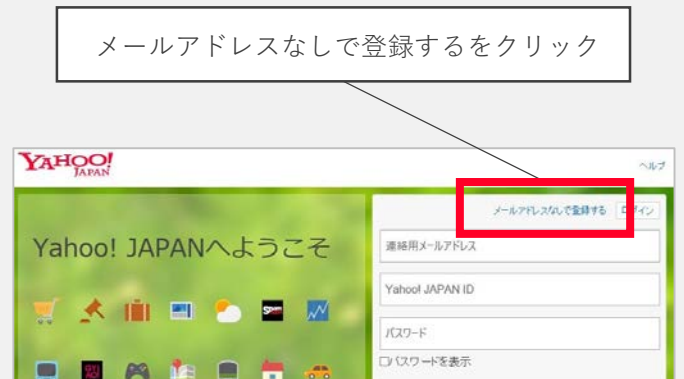 メールアドレスなしで登録するをクリック
YAHOO!
JAPAN
ヘルプ
メールアドレスなしで登録する ログイン
Yahoo! JAPANへようこそ
連絡用メールアドレス
Yahoo! JAPAN ID
パスワード
□パスワードを表示